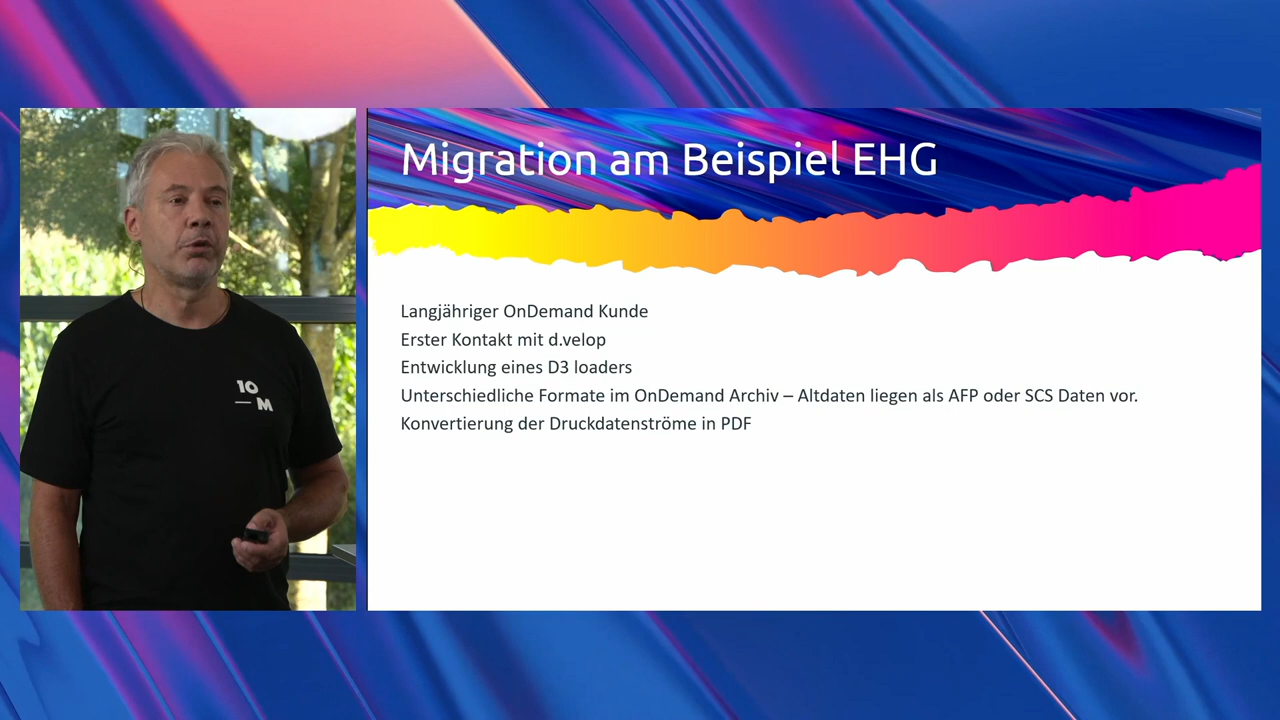 10
M
Migration am Beispiel EHG
Langjähriger OnDemand Kunde
Erster Kontakt mit d.velop
Entwicklung eines D3 loaders
Unterschiedliche Formate im OnDemand Archiv – Altdaten liegen als AFP oder SCS Daten vor.
Konvertierung der Druckdatenströme in PDF